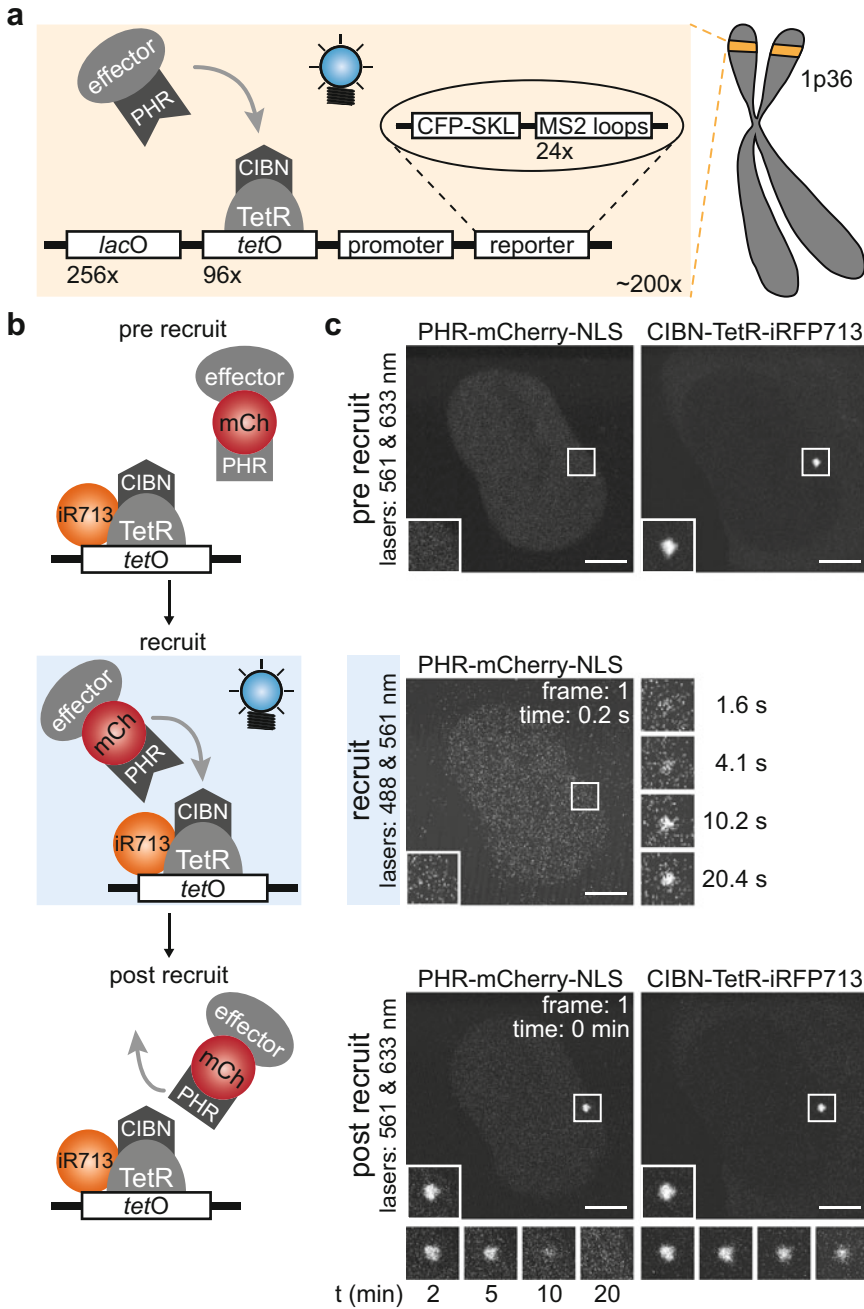 a
effector
PHR
CIBN
TetR
lacO
tetO
promoter
reporter
256x
96x
CFP-SKL
MS2 loops
24x
~200x
1p36
b
pre recruit
effector
mCh
PHR
CIBN
iR713
TetR
tetO
recruit
effector
mCh
PHR
CIBN
iR713
TetR
tetO
post recruit
effector
mCh
PHR
CIBN
iR713
TetR
tetO
c
PHR-mCherry-NLS
CIBN-TetR-iRFP713
pre recruit
lasers: 561 & 633 nm
PHR-mCherry-NLS
recruit
lasers: 488 & 561 nm
frame: 1
time: 0.2 s
1.6 s
4.1 s
10.2 s
20.4 s
PHR-mCherry-NLS
CIBN-TetR-iRFP713
post recruit
lasers: 561 & 633 nm
frame: 1
time: 0 min
t (min) 2 5 10 20